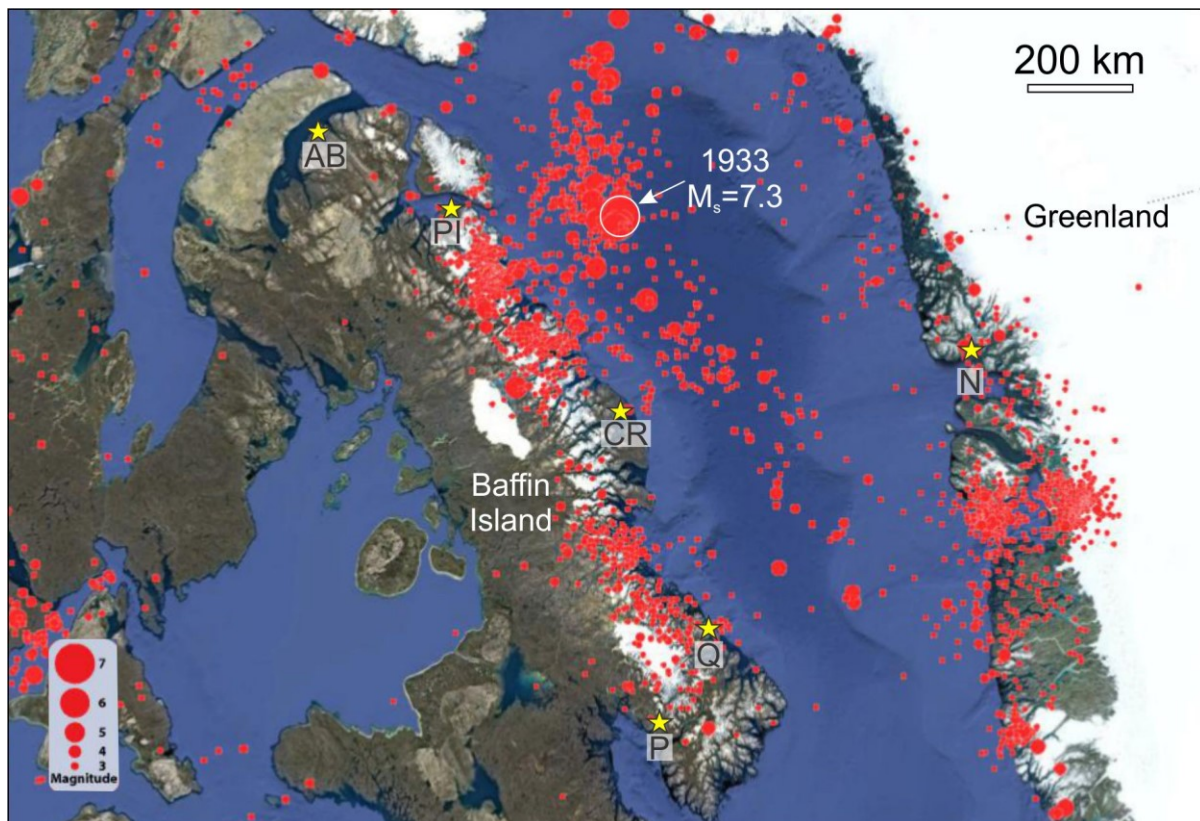 200 km
AB
1933
Mₛ=7.3
PI
Greenland
N
CR
Baffin
Island
Q
P
7
6
5
4
3
Magnitude